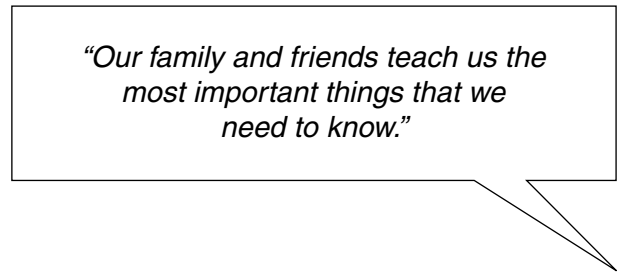 “Our family and friends teach us the
most important things that we
need to know.”